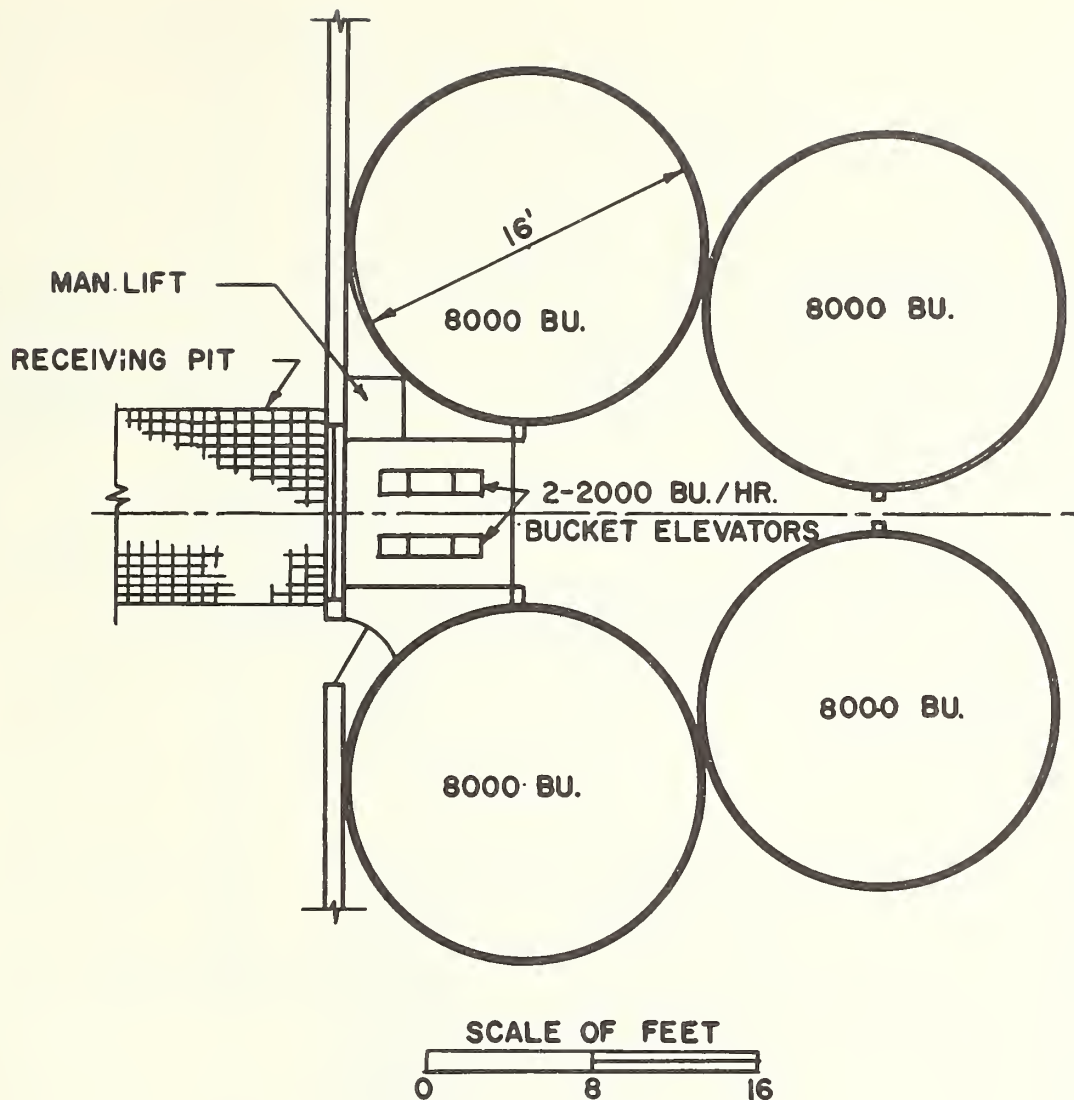 16'
MAN. LIFT
8000 BU.
8000 BU.
RECEIVING PIT
2-2000 BU./HR.
BUCKET ELEVATORS
8000 BU.
8000 BU.
SCALE OF FEET
0 8 16